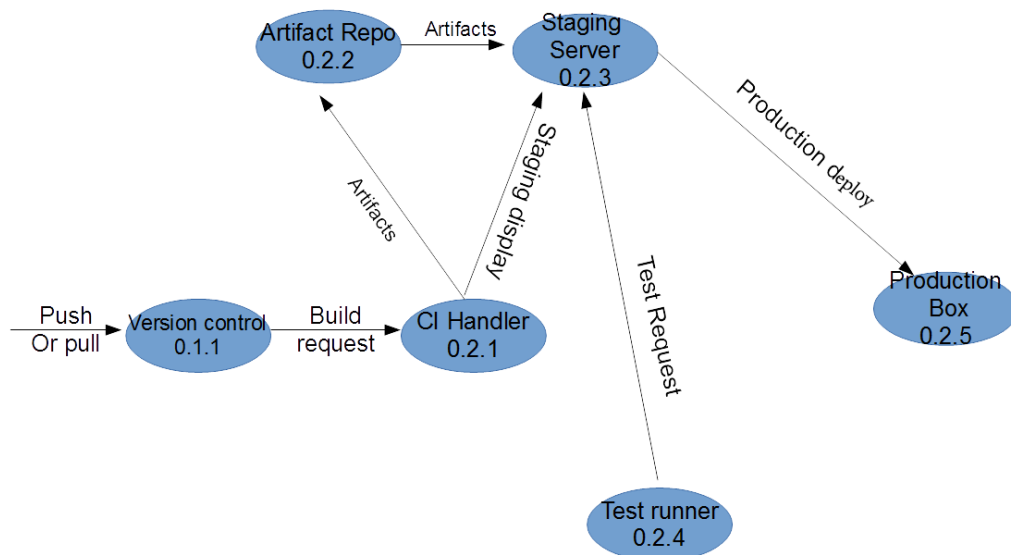 Artifact Repo
0.2.2
Artifacts
Staging
Server
0.2.3
Production deploy
Artifacts
Staging display
Test Request
Push
Or pull
Version control
0.1.1
Build
request
CI Handler
0.2.1
Production
Box
0.2.5
Test runner
0.2.4